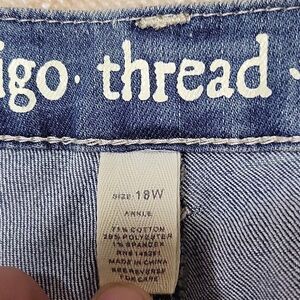 igo· thread
SIZE: 18W
ANKLE
71% COTTON
28% POLYESTER
1% SPANDEX
MADE IN CHINA
SEE REVERSE
FOR CARE